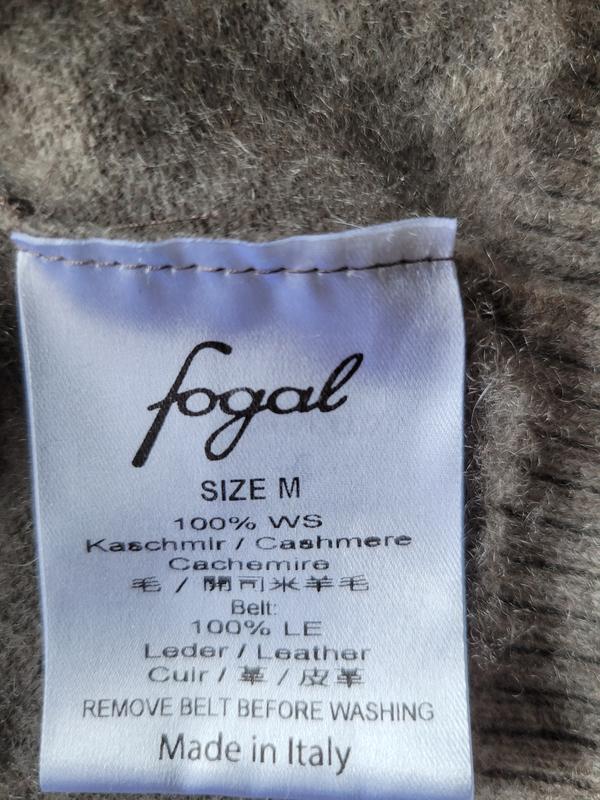 fogal
SIZE M
100% WS
Kaschmir / Cashmere
Cachemire
毛 / 開司米羊毛
Belt:
100% LE
Leder / Leather
Cuir / 革 / 皮革
REMOVE BELT BEFORE WASHING
Made in Italy